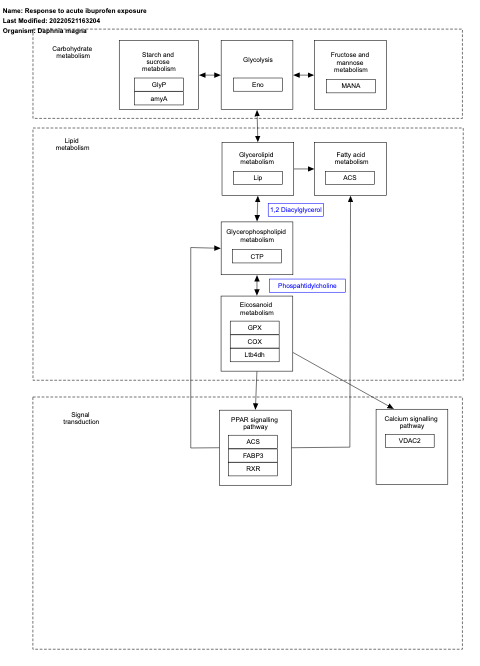 Name: Response to acute ibuprofen exposure
Last Modified: 20220521163204
Organism: Daphnia magna
Carbohydrate
metabolism
Starch and
sucrose
metabolism
GlyP
amyA
Glycolysis
Eno
Fructose and
mannose
metabolism
MANA
Lipid
metabolism
Glycerolipid
metabolism
Lip
Fatty acid
metabolism
ACS
1,2 Diacylglycerol
Glycerophospholipid
metabolism
CTP
Phospahtidylcholine
Eicosanoid
metabolism
GPX
COX
Ltb4dh
Signal
transduction
PPAR signalling
pathway
ACS
FABP3
RXR
Calcium signalling
pathway
VDAC2